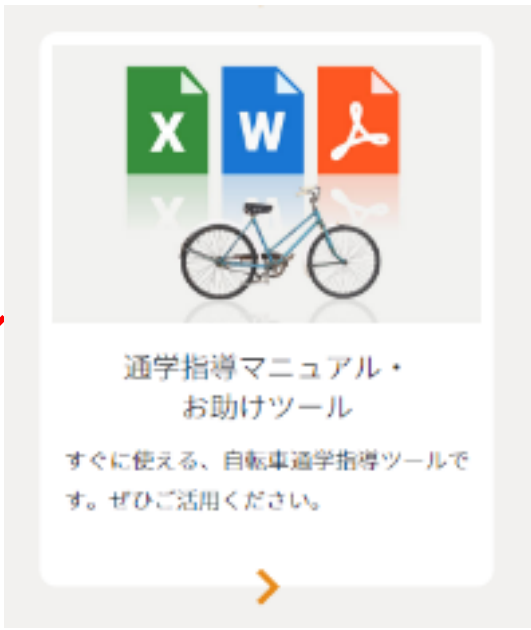 X W
通学指導マニュアル・
お助けツール
すぐに使える、自転車通学指導ツールで
す。ぜひご活用ください。